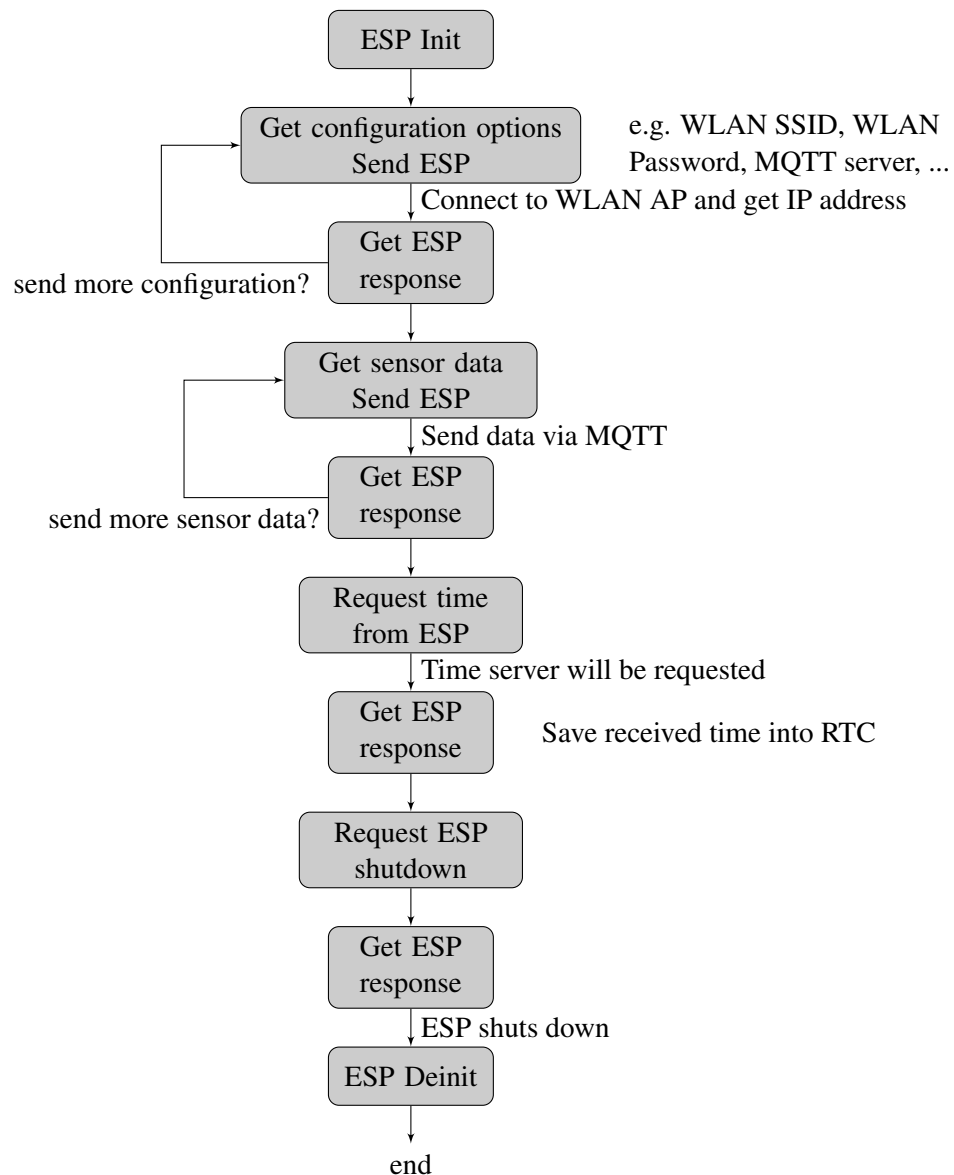 ESP Init
Get configuration options
Send ESP
e.g. WLAN SSID, WLAN
Password, MQTT server, ...
Connect to WLAN AP and get IP address
Get ESP
response
send more configuration?
Get sensor data
Send ESP
Send data via MQTT
Get ESP
response
send more sensor data?
Request time
from ESP
Time server will be requested
Get ESP
response
Save received time into RTC
Request ESP
shutdown
Get ESP
response
ESP shuts down
ESP Deinit
end